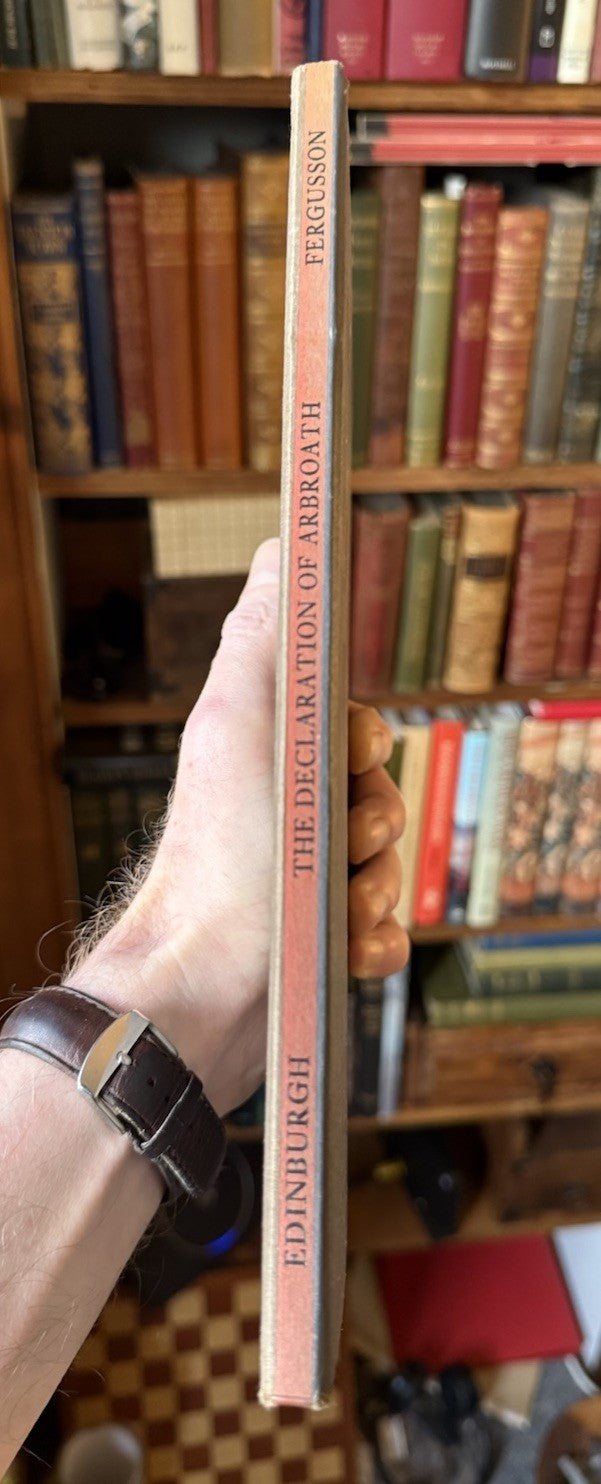 FERGUSSON
THE DECLARATION OF ARBROATH
EDINBURGH